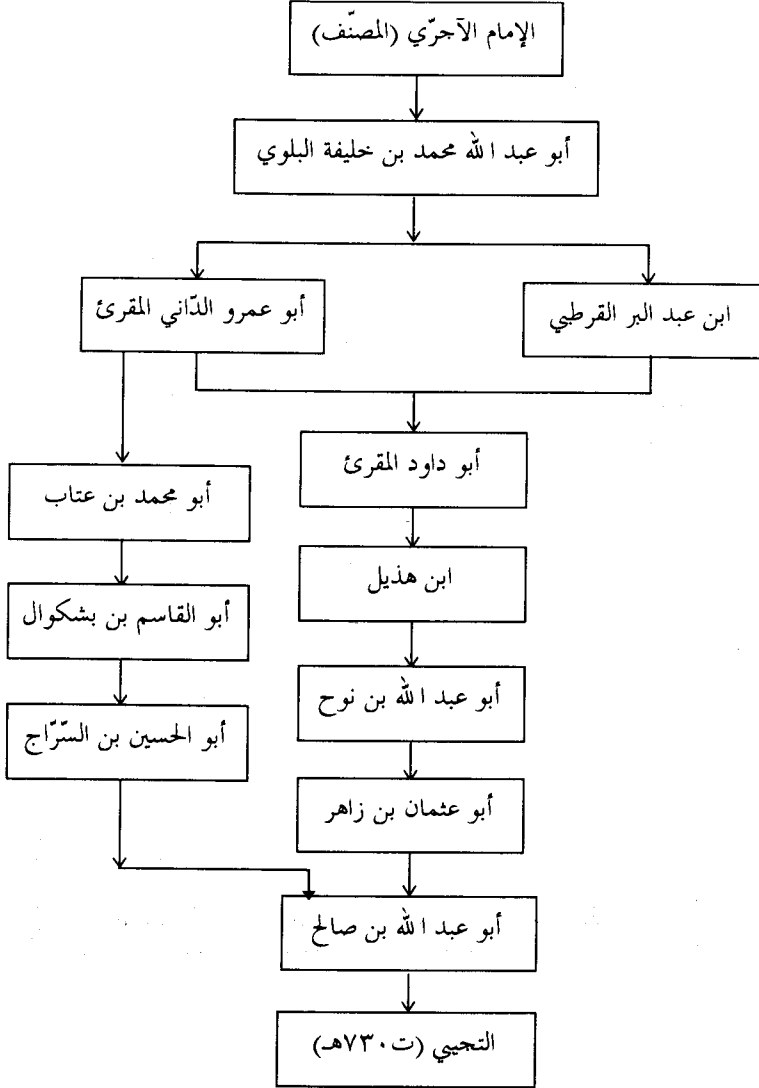 الإمام الآجرّي (المصنّف)
أبو عبد الله محمد بن خليفة البلوي
ابن عبد البر القرطبي
أبو عمرو الدّاني المقرئ
أبو داود المقرئ
أبو محمد بن عتاب
ابن هذيل
أبو القاسم بن بشكوال
أبو عبد الله بن نوح
أبو الحسين بن السّرّاج
أبو عثمان بن زاهر
أبو عبد الله بن صالح
التجيبي (ت٧٣٠هـ)